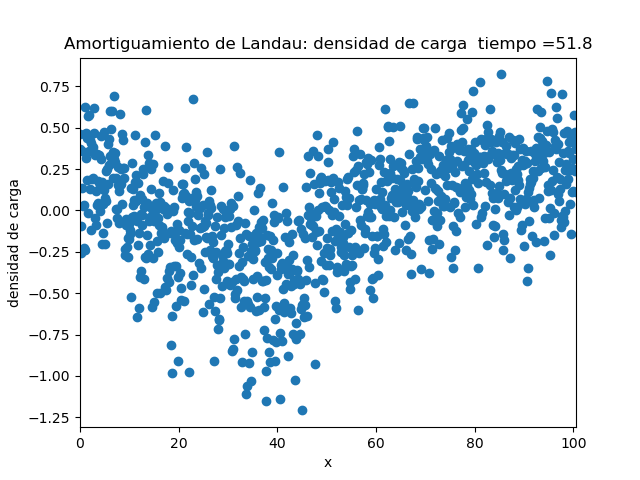 Amortiguamiento de Landau: densidad de carga  tiempo =51.8
densidad de carga
0.75
0.50
0.25
0.00
−0.25
−0.50
−0.75
−1.00
−1.25
0 20 40 60 80 100
x